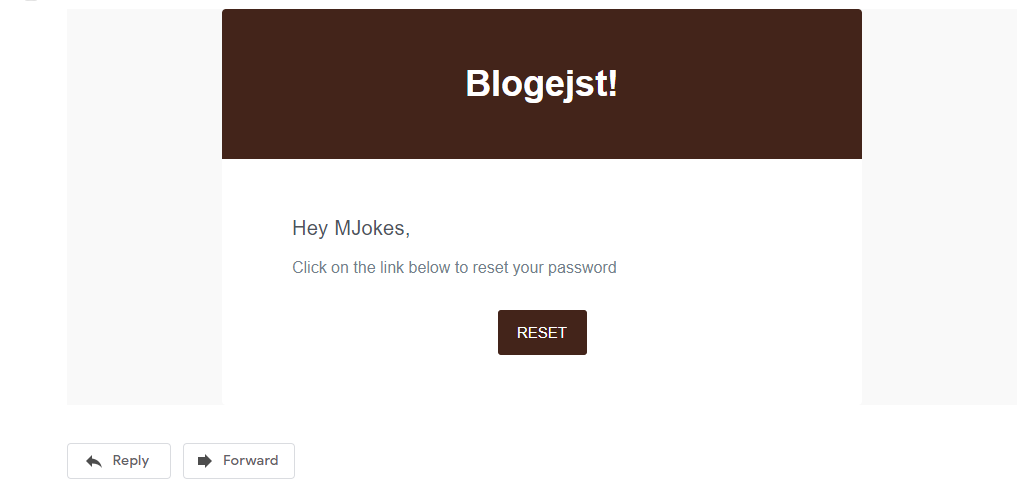 Blogejst!
Hey MJokes,
Click on the link below to reset your password
RESET
Reply
Forward